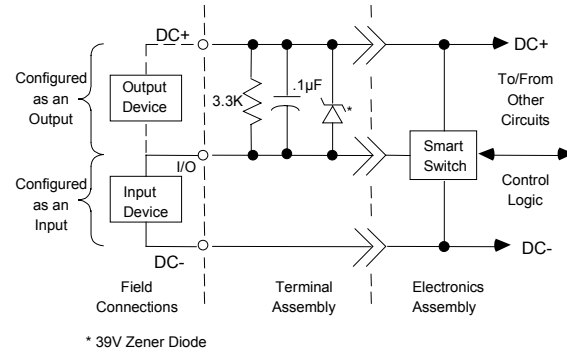 DC+
DC+
Configured
as an
Output
Output
Device
3.3K
.1µF
*
To/From
Other
Circuits
I/O
Smart
Switch
Configured
as an
Input
Input
Device
Control
Logic
DC-
DC-
Field
Connections
Terminal
Assembly
Electronics
Assembly
* 39V Zener Diode